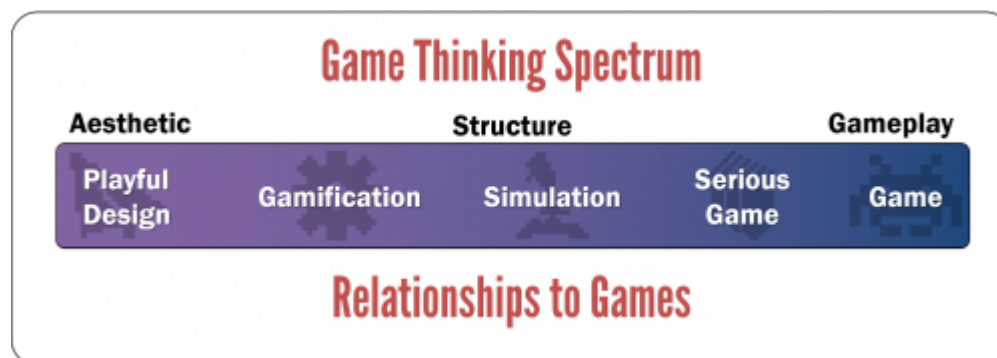 Game Thinking Spectrum
Aesthetic Structure Gameplay
Playful Design
Gamification
Simulation
Serious Game
Game
Relationships to Games